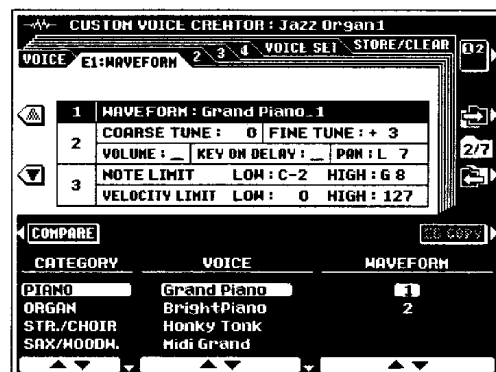 CUSTOM VOICE CREATOR : Jazz Organ1
VOICE E1:WAVEFORM 2 3 4 VOICE SET STORE/CLEAR
1 WAVEFORM : Grand Piano_1
2 COARSE TUNE : 0 FINE TUNE : + 3
VOLUME : _ KEY ON DELAY : _ PAN : L 7
2/7
3 NOTE LIMIT LOW : C-2 HIGH : G 8
VELOCITY LIMIT LOW : 0 HIGH : 127
COMPARE
CATEGORY VOICE WAVEFORM
PIANO Grand Piano 1
ORGAN BrightPiano 2
STR./CHOIR Honky Tonk
SAX/WOODW. Midi Grand